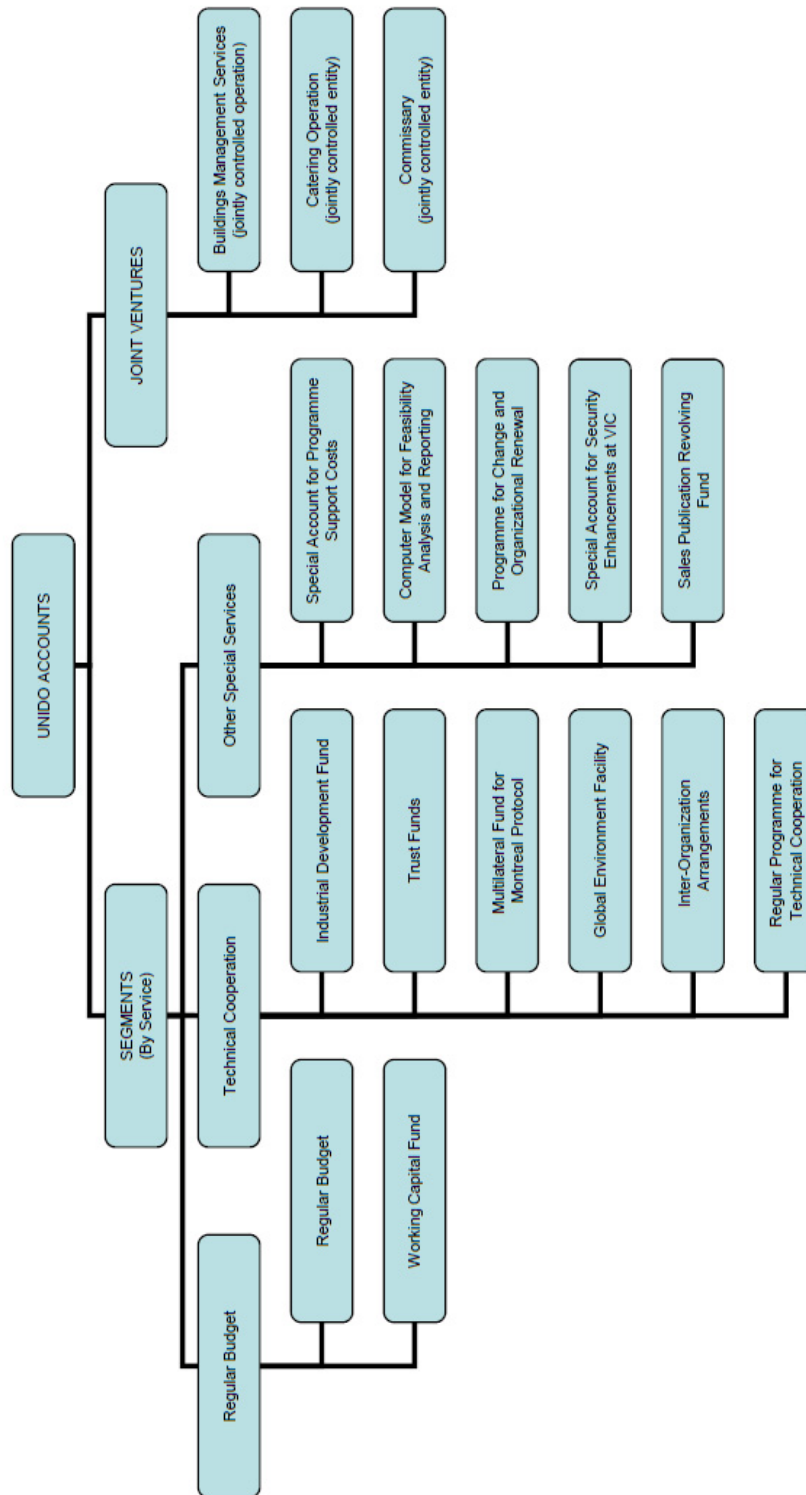 UNIDO ACCOUNTS
SEGMENTS
(By Service)
JOINT VENTURES
Regular Budget
Technical Cooperation
Other Special Services
Buildings Management Services
(jointly controlled operation)
Regular Budget
Industrial Development Fund
Special Account for Programme
Support Costs
Catering Operation
(jointly controlled entity)
Working Capital Fund
Trust Funds
Computer Model for Feasibility
Analysis and Reporting
Commissary
(jointly controlled entity)
Multilateral Fund for
Montreal Protocol
Programme for Change and
Organizational Renewal
Global Environment Facility
Special Account for Security
Enhancements at VIC
Inter-Organization
Arrangements
Sales Publication Revolving
Fund
Regular Programme for
Technical Cooperation